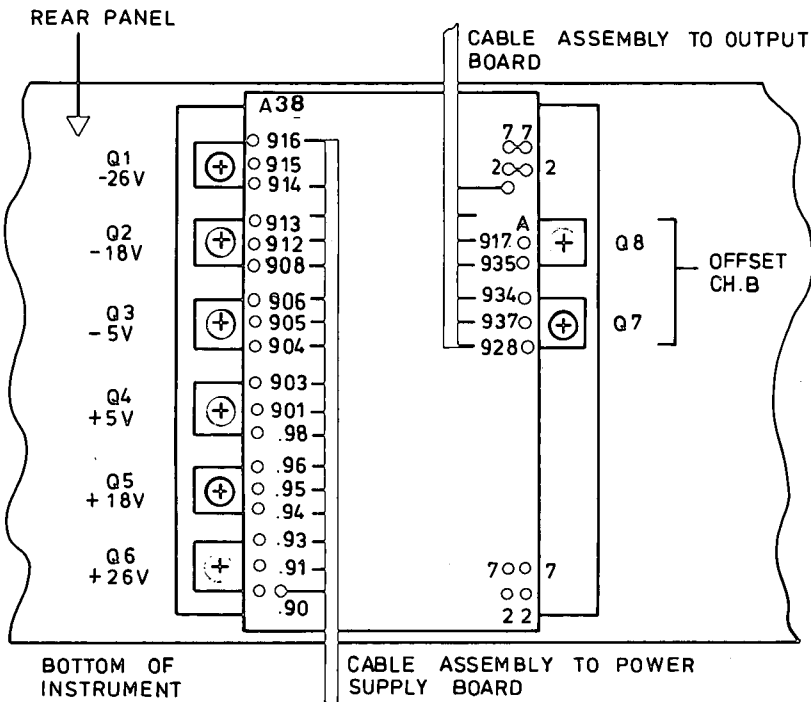 REAR PANEL
CABLE ASSEMBLY TO OUTPUT
BOARD
A38
Q1
-26V
Q2
-18V
Q3
-5V
Q4
+5V
Q5
+18V
Q6
+26V
916
915
914
913
912
908
906
905
904
903
901
.98
.96
.95
.94
.93
.91
.90
7 7
2 2
A
917
935
934
937
928
Q8
Q7
OFFSET
CH.B
7 7
2 2
BOTTOM OF
INSTRUMENT
CABLE ASSEMBLY TO POWER
SUPPLY BOARD